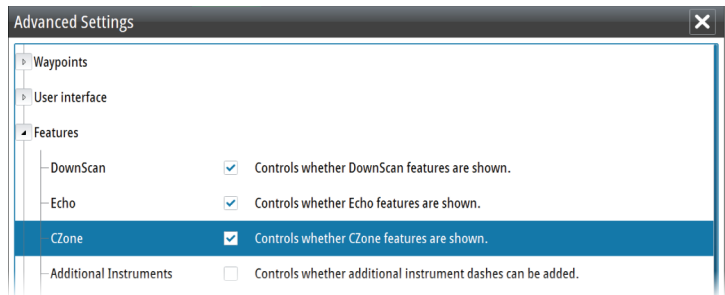 Advanced Settings
Waypoints
User interface
Features
DownScan Controls whether DownScan features are shown.
Echo Controls whether Echo features are shown.
CZone Controls whether CZone features are shown.
Additional Instruments Controls whether additional instrument dashes can be added.